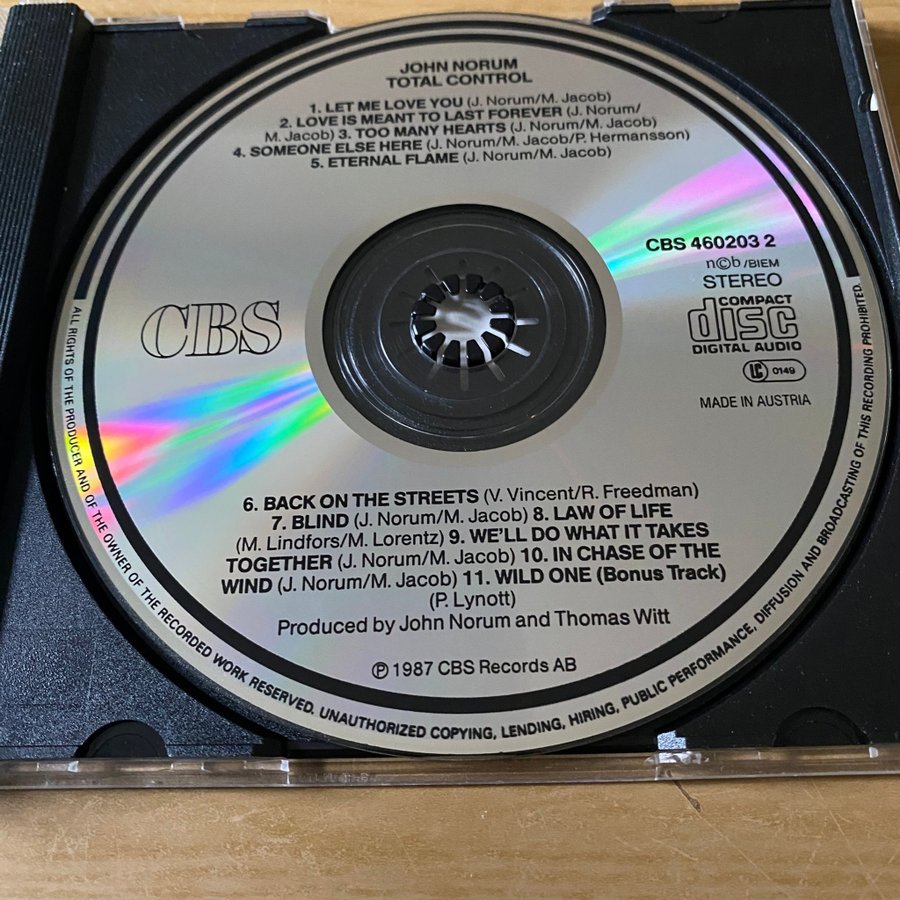 JOHN NORUM
TOTAL CONTROL
1. LET ME LOVE YOU (J. Norum/M. Jacob)
2. LOVE IS MEANT TO LAST FOREVER (J. Norum/
M. Jacob) 3. TOO MANY HEARTS (J. Norum/M. Jacob)
4. SOMEONE ELSE HERE (J. Norum/M. Jacob/P. Hermansson)
5. ETERNAL FLAME (J. Norum/M. Jacob)
CBS
CBS 460203 2
n©b/BIEM
STEREO
COMPACT
disc
DIGITAL AUDIO
LC 0149
MADE IN AUSTRIA
6. BACK ON THE STREETS (V. Vincent/R. Freedman)
7. BLIND (J. Norum/M. Jacob) 8. LAW OF LIFE
(M. Lindfors/M. Lorentz) 9. WE'LL DO WHAT IT TAKES
TOGETHER (J. Norum/M. Jacob) 10. IN CHASE OF THE
WIND (J. Norum/M. Jacob) 11. WILD ONE (Bonus Track)
(P. Lynott)
Produced by John Norum and Thomas Witt
℗ 1987 CBS Records AB
ALL RIGHTS OF THE PRODUCER AND OF THE OWNER OF THE RECORDED WORK RESERVED. UNAUTHORIZED COPYING, LENDING, HIRING, PUBLIC PERFORMANCE, DIFFUSION AND BROADCASTING OF THIS RECORDING PROHIBITED.